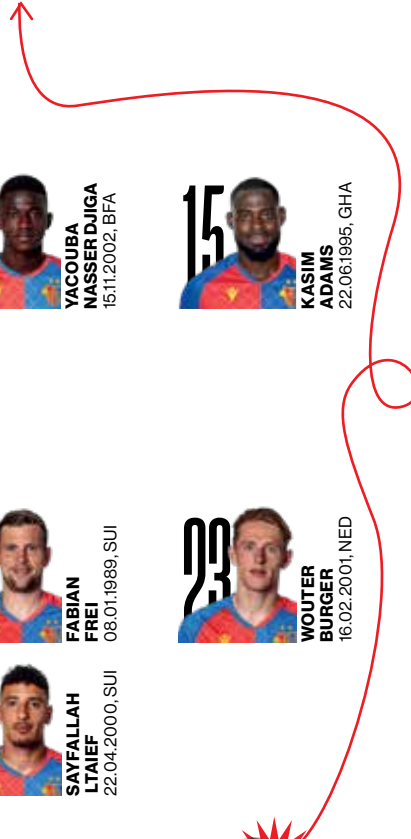 YACOUBA
NASSER DJIGA
15.11.2002, BFA
15
KASIM
ADAMS
22.06.1995, GHA
FABIAN
FREI
08.01.1989, SUI
23
WOUTER
BURGER
16.02.2001, NED
SAYFALLAH
LTAIEF
22.04.2000, SUI